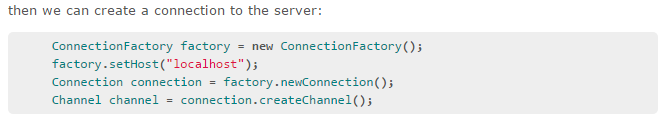 then we can create a connection to the server:
ConnectionFactory factory = new ConnectionFactory();
factory.setHost("localhost");
Connection connection = factory.newConnection();
Channel channel = connection.createChannel();